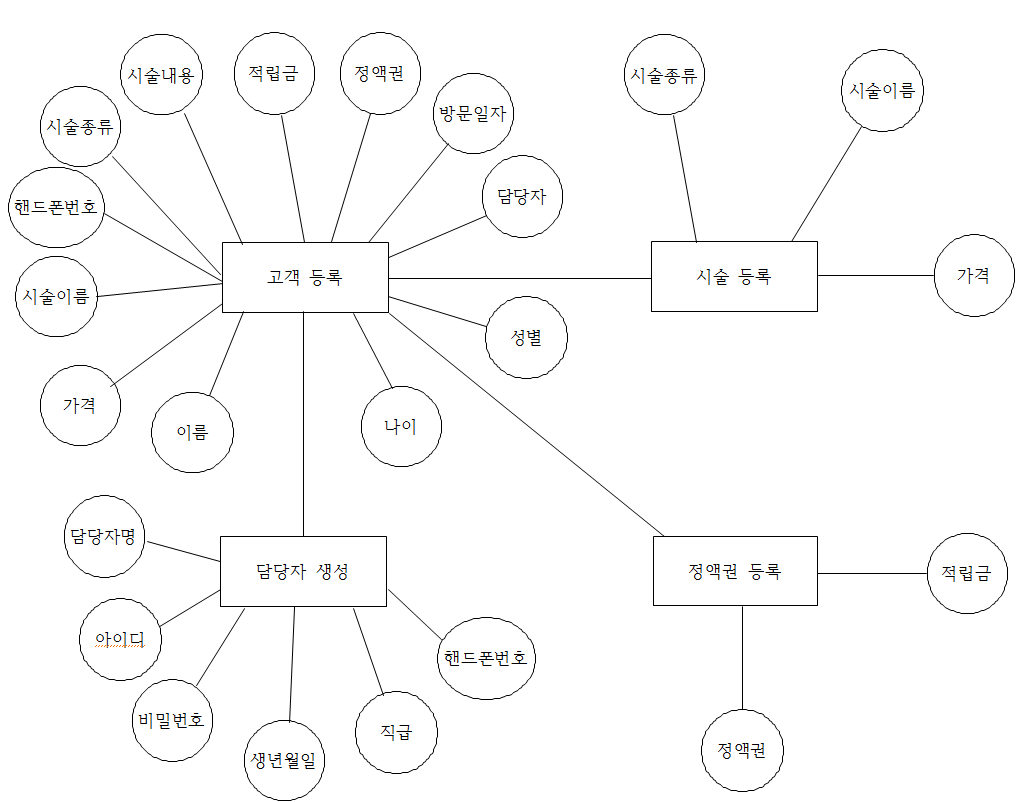 시술내용
적립금
정액권
방문일자
시술종류
핸드폰번호
담당자
시술이름
고객 등록
성별
가격
이름
나이
시술종류
시술이름
시술 등록
가격
담당자명
담당자 생성
아이디
비밀번호
생년월일
직급
핸드폰번호
정액권 등록
적립금
정액권